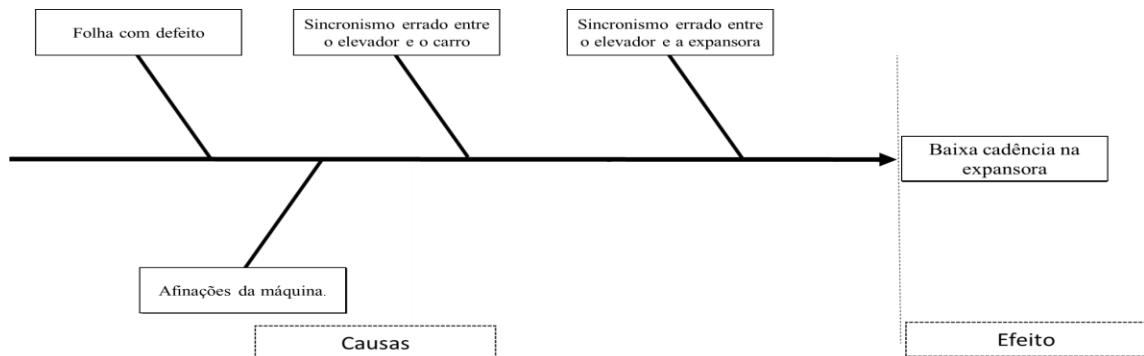 Folha com defeito
Sincronismo errado entre
o elevador e o carro
Sincronismo errado entre
o elevador e a expansora
Baixa cadência na
expansora
Afinações da máquina.
Causas
Efeito